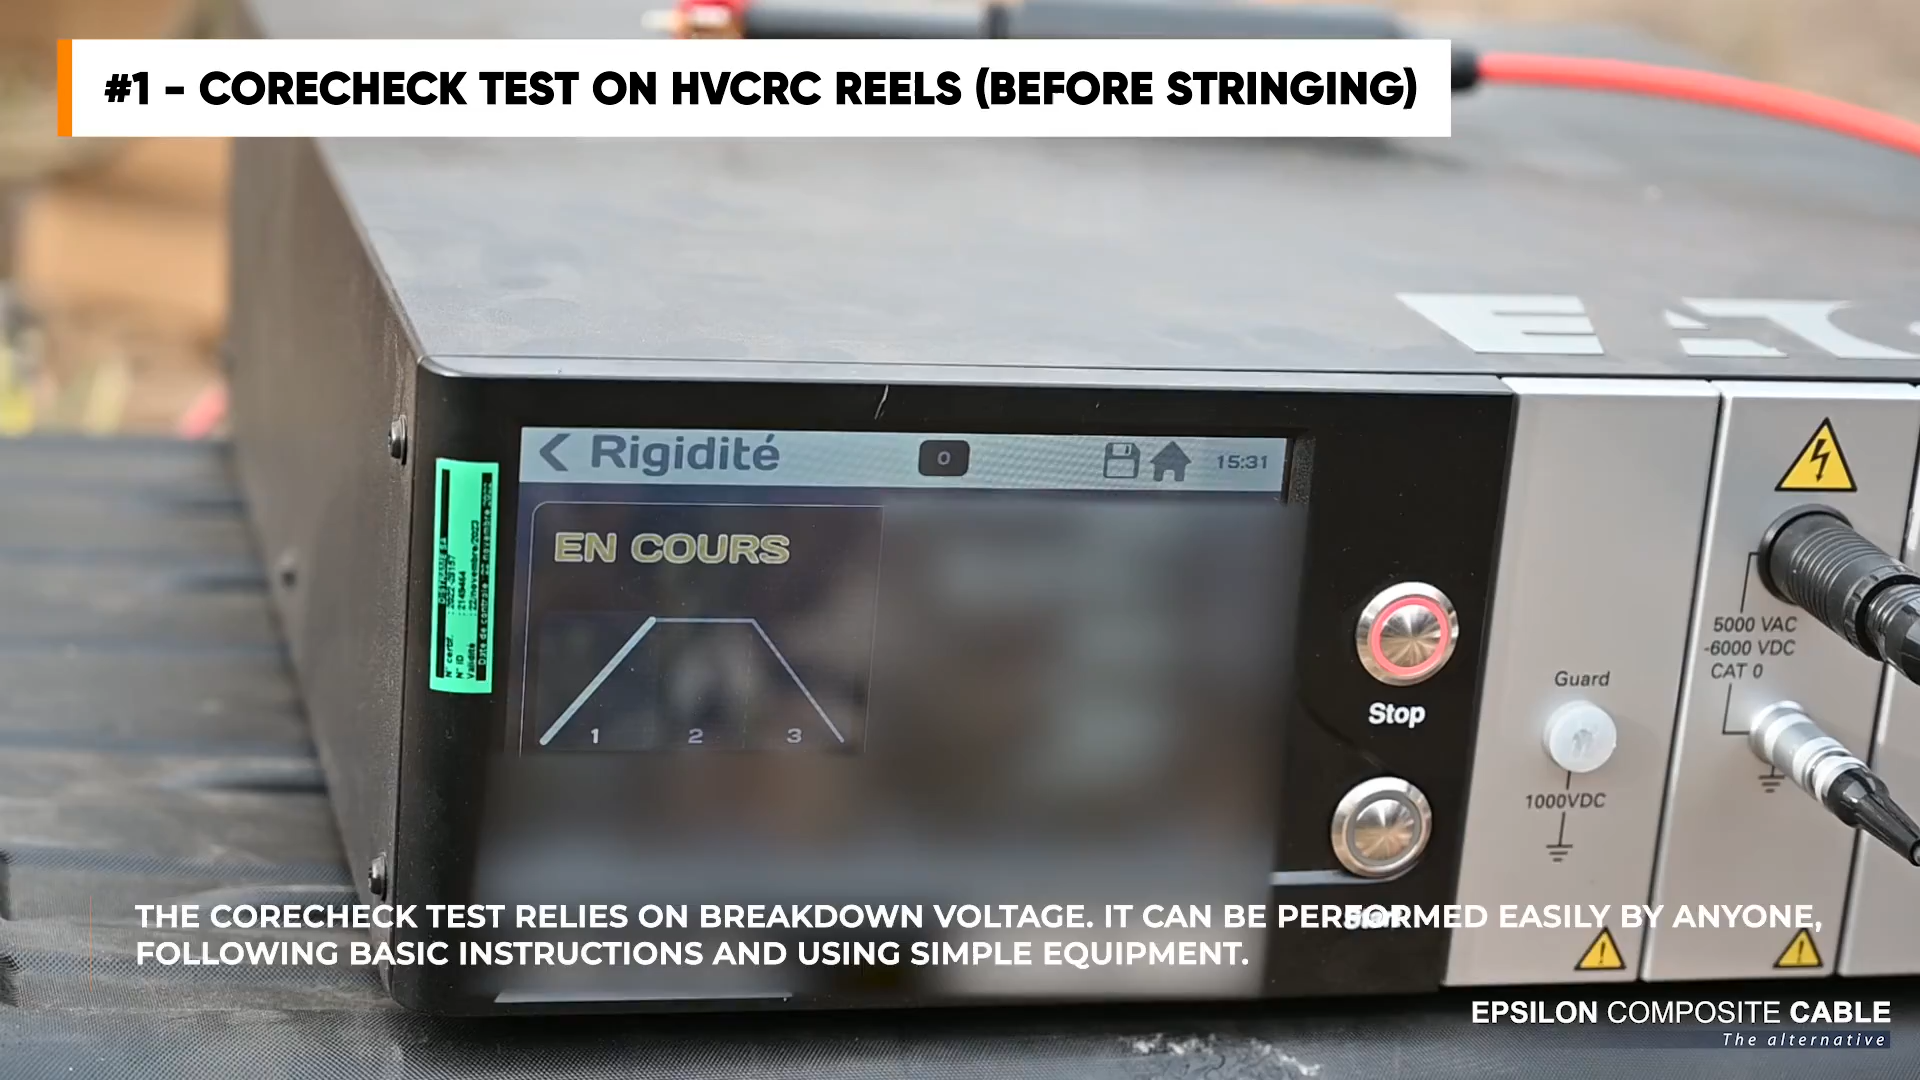 #1 - CORECHECK TEST ON HVCRC REELS (BEFORE STRINGING)
Rigidité
0
15:31
EN COURS
1 2 3
Stop
Guard
1000VDC
5000 VAC
-6000 VDC
CAT 0
THE CORECHECK TEST RELIES ON BREAKDOWN VOLTAGE. IT CAN BE PERFORMED EASILY BY ANYONE,
FOLLOWING BASIC INSTRUCTIONS AND USING SIMPLE EQUIPMENT.
EPSILON COMPOSITE CABLE
The alternative